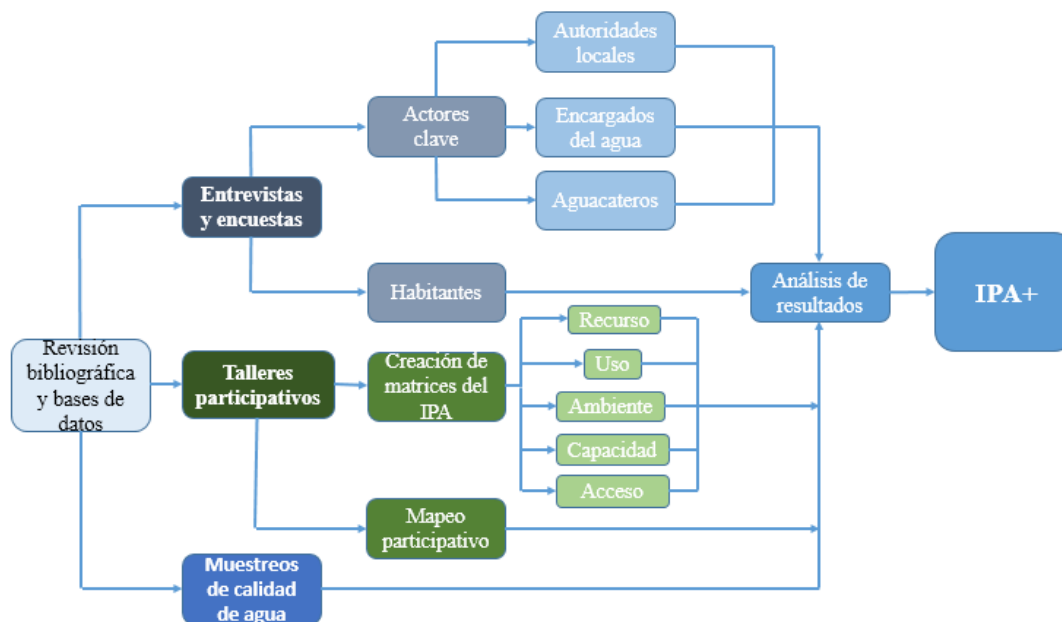 Autoridades
locales
Actores
clave
Encargados
del agua
Aguacateros
Entrevistas
y encuestas
Habitantes
Análisis de
resultados
IPA+
Revisión
bibliográfica
y bases de
datos
Talleres
participativos
Creación de
matrices del
IPA
Recurso
Uso
Ambiente
Capacidad
Acceso
Mapeo
participativo
Muestreos
de calidad
de agua